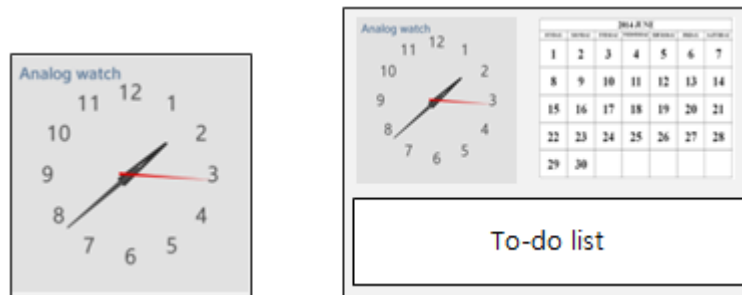 Analog watch
12
11 1
10 2
9 3
8 4
7 5
6
Analog watch
12
11 1
10 2
9 3
8 4
7 5
6
2014 JUNE
1 2 3 4 5 6 7
8 9 10 11 12 13 14
15 16 17 18 19 20 21
22 23 24 25 26 27 28
29 30
To-do list